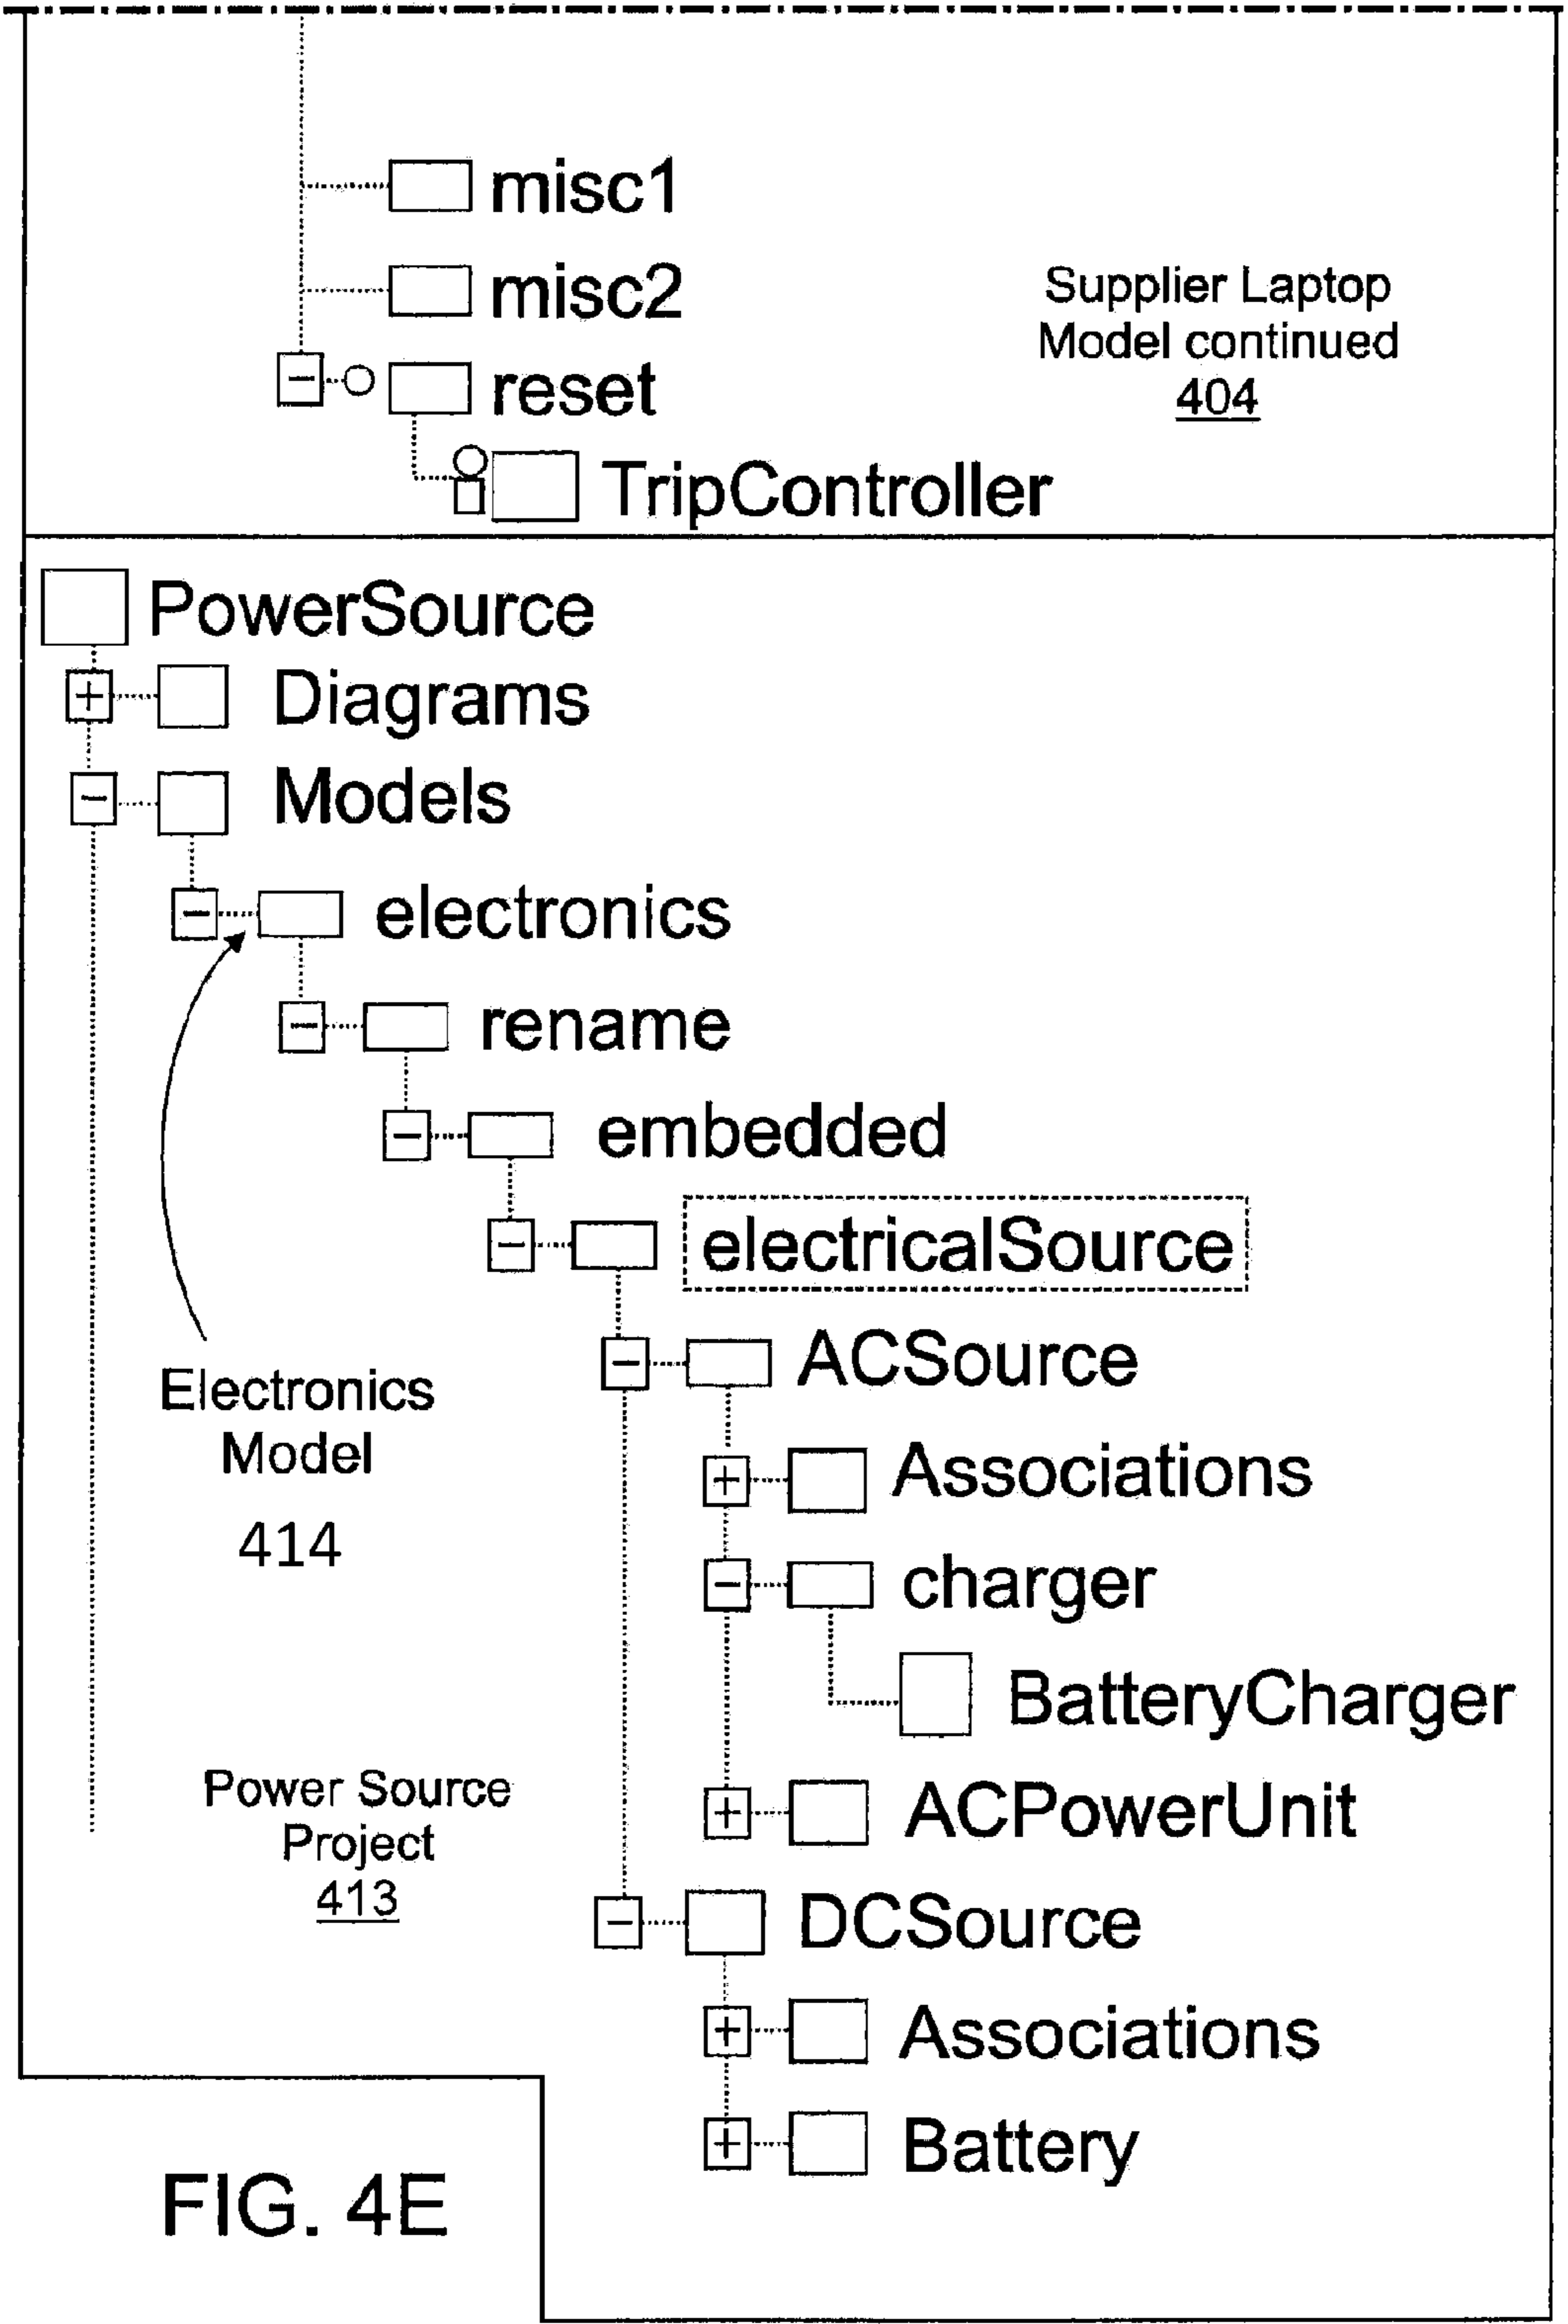 misc1
misc2
Supplier Laptop
Model continued
404
reset
TripController
PowerSource
Diagrams
Models
electronics
rename
embedded
electricalSource
ACSource
Electronics
Model
414
Associations
charger
BatteryCharger
Power Source
Project
413
ACPowerUnit
DCSource
Associations
Battery
FIG. 4E